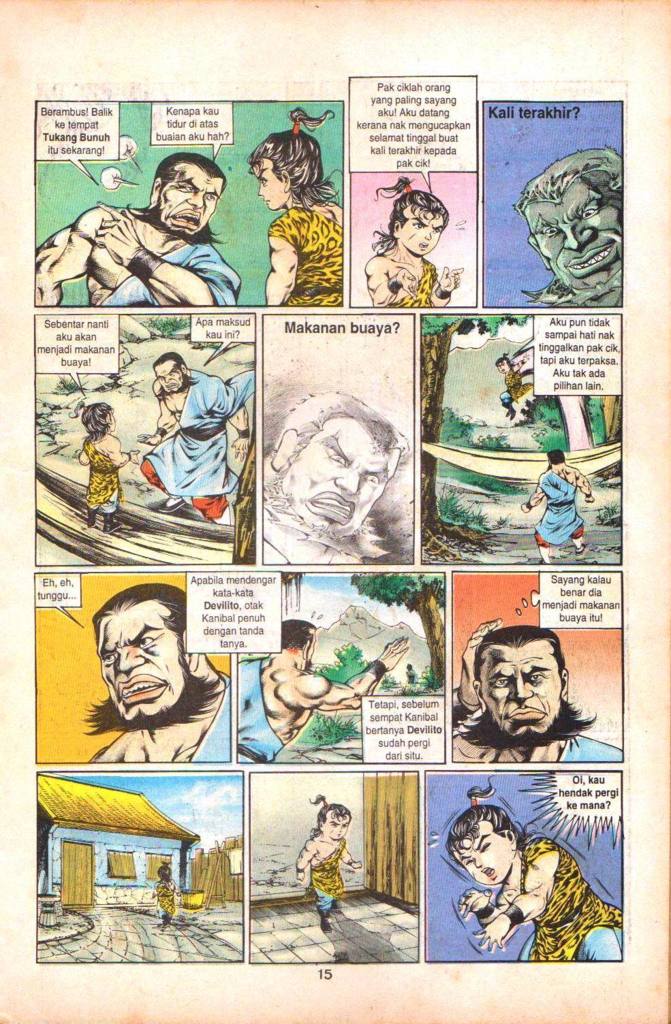 Berambus! Balik
ke tempat
Tukang Bunuh
itu sekarang!
Kenapa kau
tidur di atas
buaian aku hah?
Pak ciklah orang
yang paling sayang
aku! Aku datang
kerana nak mengucapkan
selamat tinggal buat
kali terakhir kepada
pak cik!
Kali terakhir?
Sebentar nanti
aku akan
menjadi makanan
buaya!
Apa maksud
kau ini?
Makanan buaya?
Aku pun tidak
sampai hati nak
tinggalkan pak cik,
tapi aku terpaksa.
Aku tak ada
pilihan lain.
Eh, eh,
tunggu...
Apabila mendengar
kata-kata
Devilito, otak
Kanibal penuh
dengan tanda
tanya.
Tetapi, sebelum
sempat Kanibal
bertanya Devilito
sudah pergi
dari situ.
Sayang kalau
benar dia
menjadi makanan
buaya itu!
Oi, kau
hendak pergi
ke mana?
15